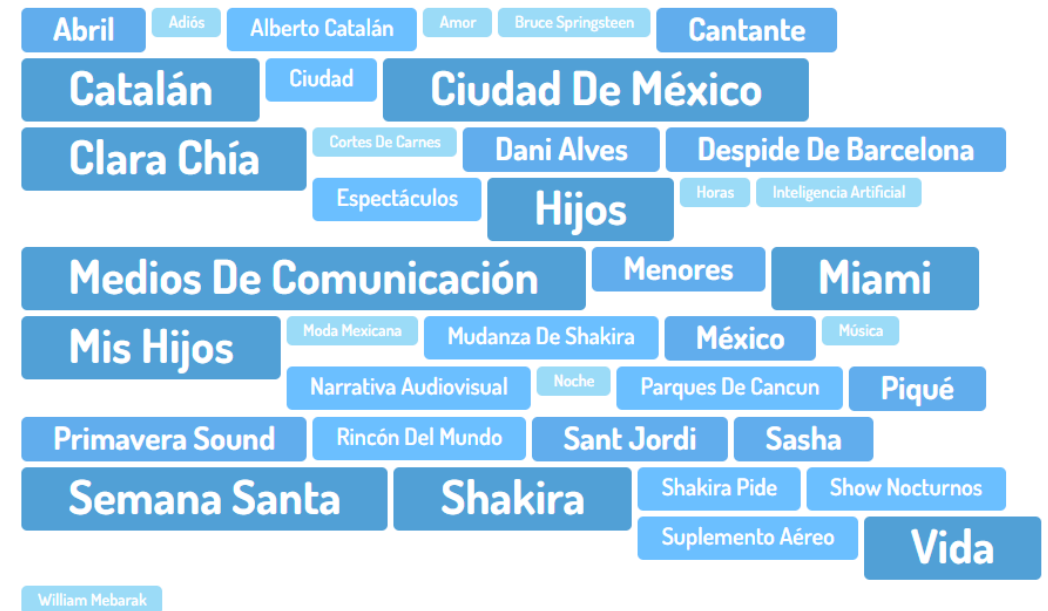 Abril Adiós Alberto Catalán Amor Bruce Springsteen Cantante
Catalán Ciudad Ciudad De México
Clara Chía Cortes De Carnes Dani Alves Despide De Barcelona
Espectáculos Hijos Horas Inteligencia Artificial
Medios De Comunicación Menores Miami
Mis Hijos Moda Mexicana Mudanza De Shakira México Música
Narrativa Audiovisual Noche Parques De Cancun Piqué
Primavera Sound Rincón Del Mundo Sant Jordi Sasha
Semana Santa Shakira Shakira Pide Show Nocturnos
Suplemento Aéreo Vida
William Mebarak